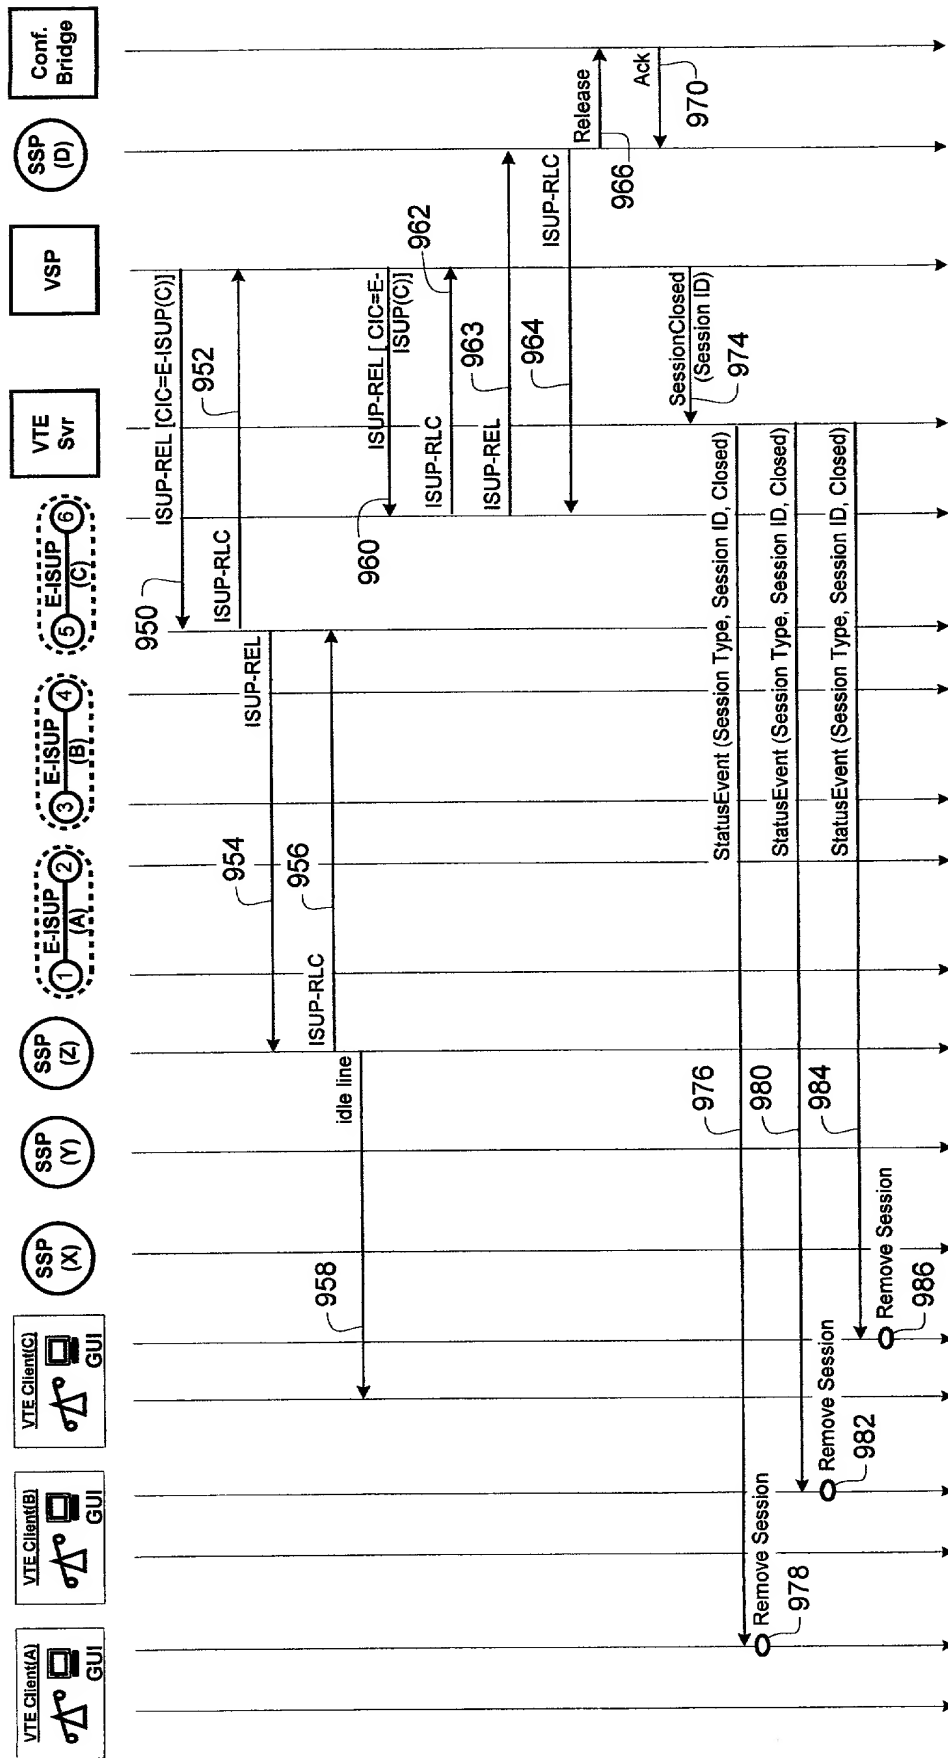 VTE Client(A)
GUI
VTE Client(B)
GUI
VTE Client(C)
GUI
SSP
(X)
SSP
(Y)
SSP
(Z)
1
E-ISUP
(A)
2
3
E-ISUP
(B)
4
5
E-ISUP
(C)
6
VTE
Svr
VSP
SSP
(D)
Conf.
Bridge
950
ISUP-REL [CIC=E-ISUP(C)]
ISUP-RLC
952
954
ISUP-REL
ISUP-RLC
956
958
idle line
960
ISUP-REL [ CIC=E-
ISUP(C)]
ISUP-RLC
962
ISUP-REL
963
964
ISUP-RLC
Release
966
Ack
970
SessionClosed
(Session ID)
974
976
StatusEvent (Session Type, Session ID, Closed)
Remove Session
978
980
StatusEvent (Session Type, Session ID, Closed)
Remove Session
982
984
StatusEvent (Session Type, Session ID, Closed)
Remove Session
986